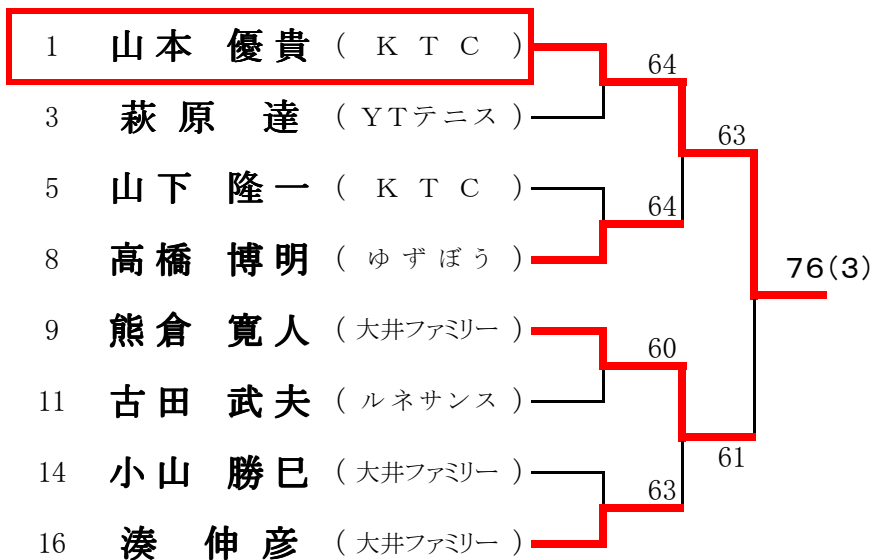 1 山本 優貴 ( K T C ) 64
3 萩原 達 ( YTテニス ) 63
5 山下 隆一 ( K T C ) 64
8 高橋 博明 ( ゆずぼう ) 76(3)
9 熊倉 寛人 ( 大井ファミリー ) 60
11 古田 武夫 ( ルネサンス )
14 小山 勝巳 ( 大井ファミリー ) 63 61
16 湊 伸彦 ( 大井ファミリー )